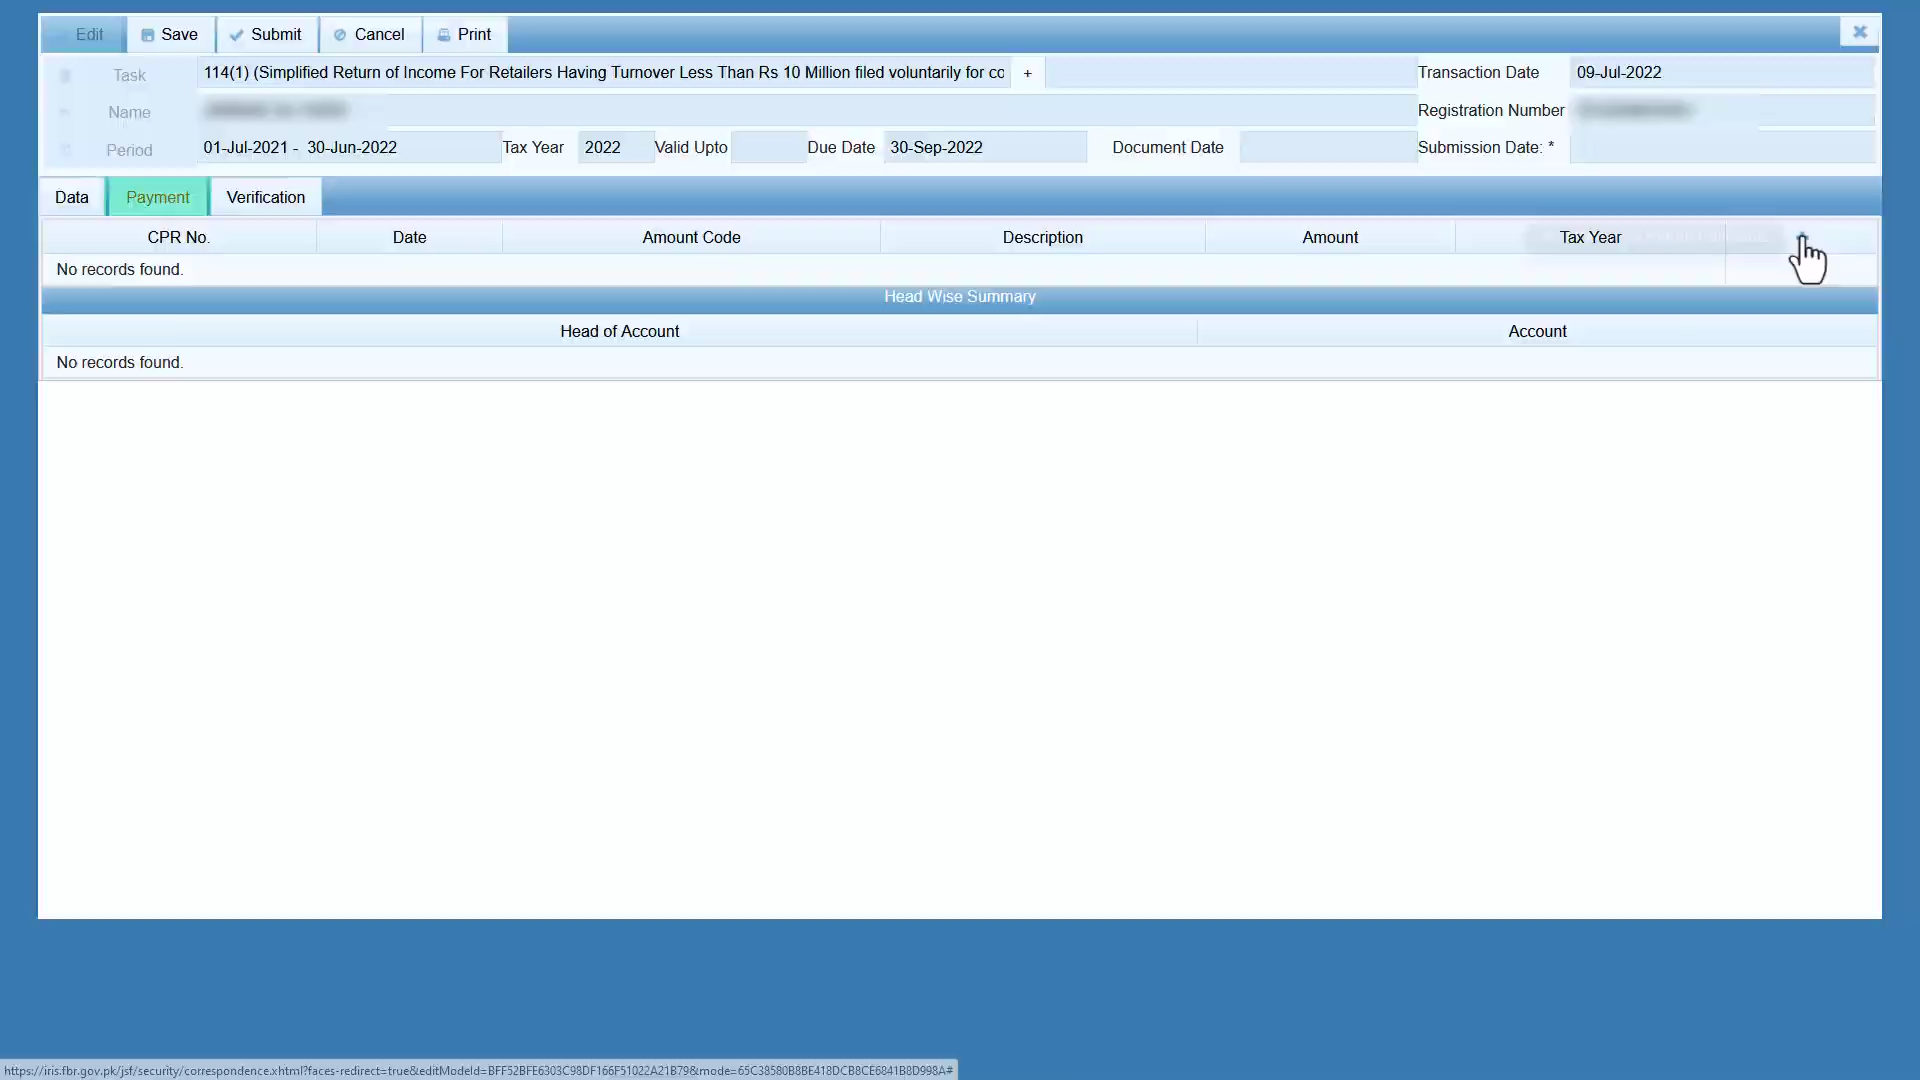 Edit Save Submit Cancel Print
Task 114(1) (Simplified Return of Income For Retailers Having Turnover Less Than Rs 10 Million filed voluntarily for co + Transaction Date 09-Jul-2022
Name Registration Number
Period 01-Jul-2021 - 30-Jun-2022 Tax Year 2022 Valid Upto Due Date 30-Sep-2022 Document Date Submission Date: *
Data Payment Verification
CPR No. Date Amount Code Description Amount Tax Year
No records found.
Head Wise Summary
Head of Account Account
No records found.
https://iris.fbr.gov.pk/jsf/security/correspondence.xhtml?faces-redirect=true&editModeId=BFF52BFE6303C98DF166F51022A21B79&mode=65C38580B8BE418DCB8CE6841B8D998A#